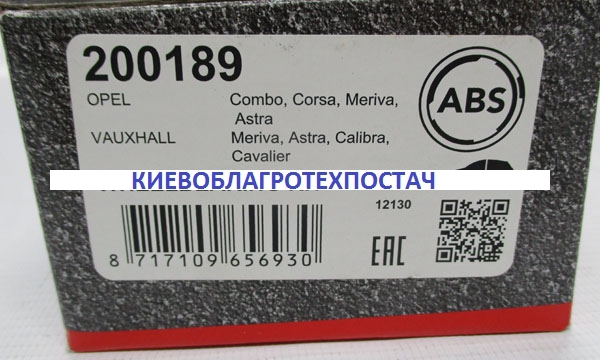 200189
ABS
OPEL Combo, Corsa, Meriva,
Astra
VAUXHALL Meriva, Astra, Calibra,
Cavalier
КИЕВОБЛАГРОТЕХПОСТАЧ
12130
8 717109 656930
EAC